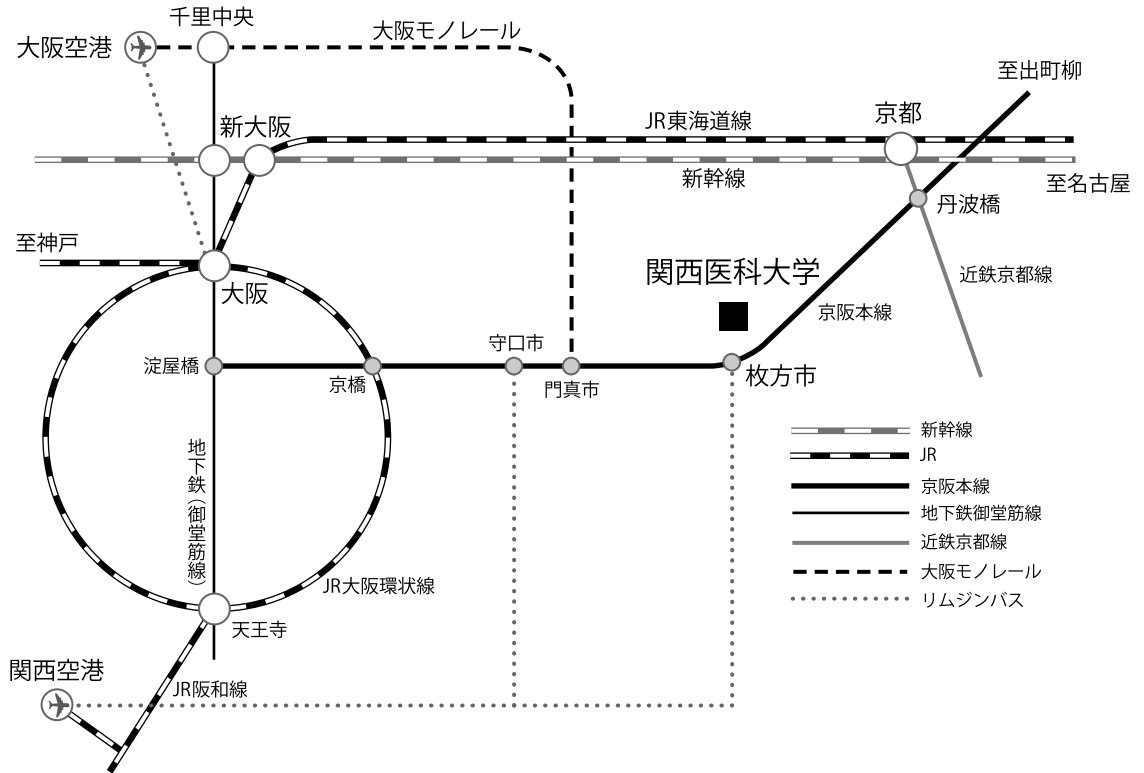 千里中央
大阪モノレール
大阪空港
至出町柳
京都
新大阪
JR東海道線
新幹線
至名古屋
丹波橋
至神戸
大阪
関西医科大学
近鉄京都線
京阪本線
守口市
淀屋橋
京橋
門真市
枚方市
地下鉄(御堂筋線)
新幹線
JR
京阪本線
地下鉄御堂筋線
近鉄京都線
大阪モノレール
リムジンバス
JR大阪環状線
天王寺
関西空港
JR阪和線